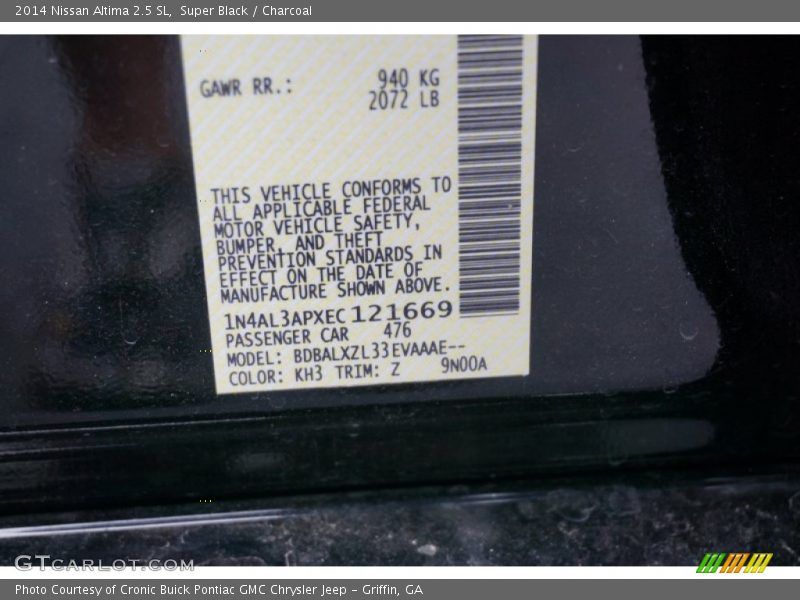 2014 Nissan Altima 2.5 SL, Super Black / Charcoal
GAWR RR.: 940 KG
2072 LB
THIS VEHICLE CONFORMS TO
ALL APPLICABLE FEDERAL
MOTOR VEHICLE SAFETY,
BUMPER, AND THEFT
PREVENTION STANDARDS IN
EFFECT ON THE DATE OF
MANUFACTURE SHOWN ABOVE.
1N4AL3APXEC121669
PASSENGER CAR 476
MODEL: BDBALXZL33EVAAAE--
COLOR: KH3 TRIM: Z 9N00A
GTCARLOT.COM
Photo Courtesy of Cronic Buick Pontiac GMC Chrysler Jeep - Griffin, GA